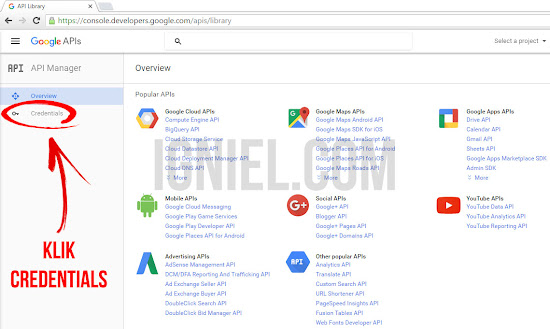 API Library
https://console.developers.google.com/apis/library
Google APIs
Select a project
API API Manager
Overview
Overview
Credentials
Popular APIs
Google Cloud APIs
Compute Engine API
BigQuery API
Cloud Storage Service
Cloud Datastore API
Cloud Deployment Manager API
Cloud DNS API
More
Google Maps APIs
Google Maps Android API
Google Maps SDK for iOS
Google Maps JavaScript API
Google Places API for Android
Google Places API for iOS
Google Maps Roads API
More
Google Apps APIs
Drive API
Calendar API
Gmail API
Sheets API
Google Apps Marketplace SDK
Admin SDK
More
IGNIEL.COM
Mobile APIs
Google Cloud Messaging
Google Play Game Services
Google Play Developer API
Google Places API for Android
Social APIs
Google+ API
Blogger API
Google+ Pages API
Google+ Domains API
YouTube APIs
YouTube Data API
YouTube Analytics API
YouTube Reporting API
KLIK
CREDENTIALS
Advertising APIs
AdSense Management API
DCM/DFA Reporting And Trafficking API
Ad Exchange Seller API
Ad Exchange Buyer API
DoubleClick Search API
DoubleClick Bid Manager API
API
Other popular APIs
Analytics API
Translate API
Custom Search API
URL Shortener API
PageSpeed Insights API
Fusion Tables API
Web Fonts Developer API